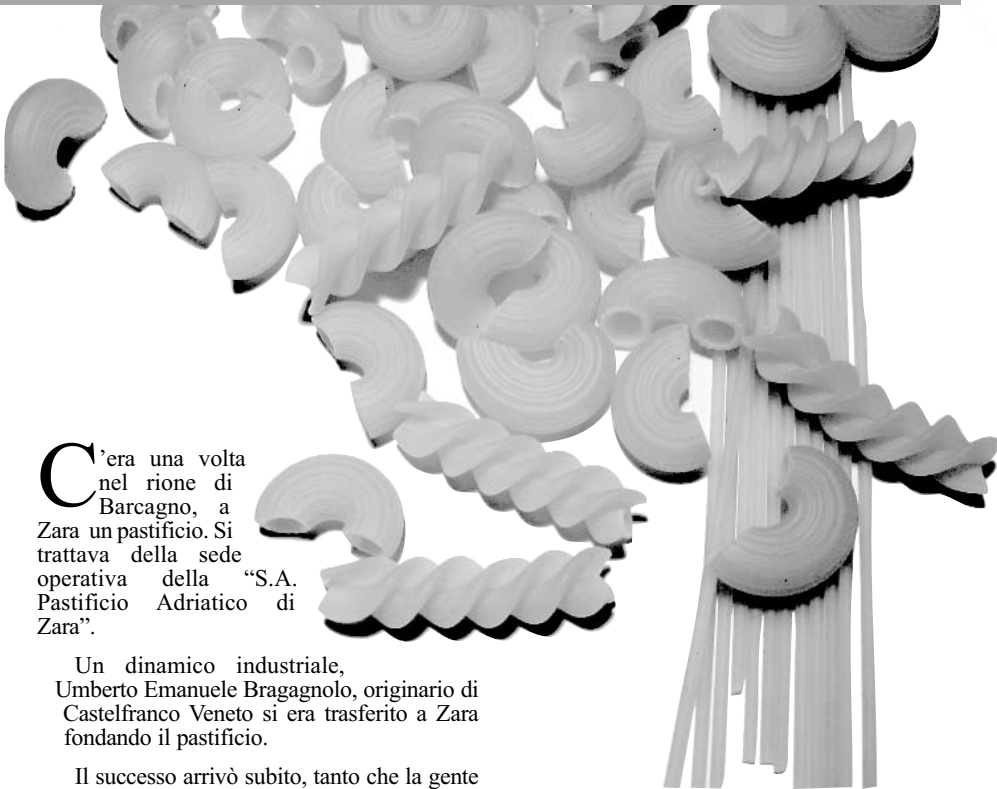 C’era una volta
nel rione di
Barcagno, a
Zara un pastificio. Si
trattava della sede
operativa della “S.A.
Pastificio Adriatico di
Zara”.
Un dinamico industriale,
Umberto Emanuele Bragagnolo, originario di
Castelfranco Veneto si era trasferito a Zara
fondando il pastificio.
Il successo arrivò subito, tanto che la gente